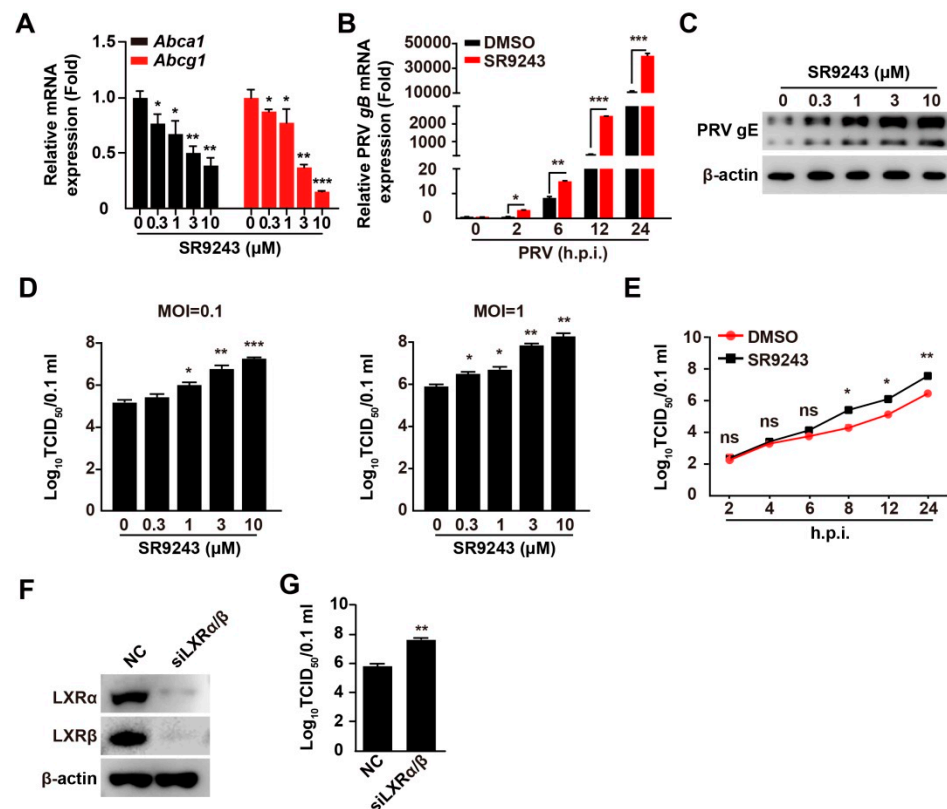 A
Abca1
Abcg1
Relative mRNA
expression (Fold)
1.5
1.0
0.5
0
* * ** **
* * ** ***
0 0.3 1 3 10 0 0.3 1 3 10
SR9243 (μM)
B
DMSO
SR9243
Relative PRV gB mRNA
expression (Fold)
50000
40000
30000
10000
2000
1000
20
10
0
* ** *** ***
0 2 6 12 24
PRV (h.p.i.)
C
SR9243 (μM)
0 0.3 1 3 10
PRV gE
β-actin
D
MOI=0.1
Log10TCID50/0.1 ml
8
6
4
2
0
* ** ***
0 0.3 1 3 10
SR9243 (μM)
MOI=1
Log10TCID50/0.1 ml
10
8
6
4
2
0
* * ** **
0 0.3 1 3 10
SR9243 (μM)
E
DMSO
SR9243
Log10TCID50/0.1 ml
10
8
6
4
2
0
ns ns ns * * **
2 4 6 8 12 24
h.p.i.
F
NC siLXRα/β
LXRα
LXRβ
β-actin
G
Log10TCID50/0.1 ml
10
8
6
4
2
0
**
NC siLXRα/β